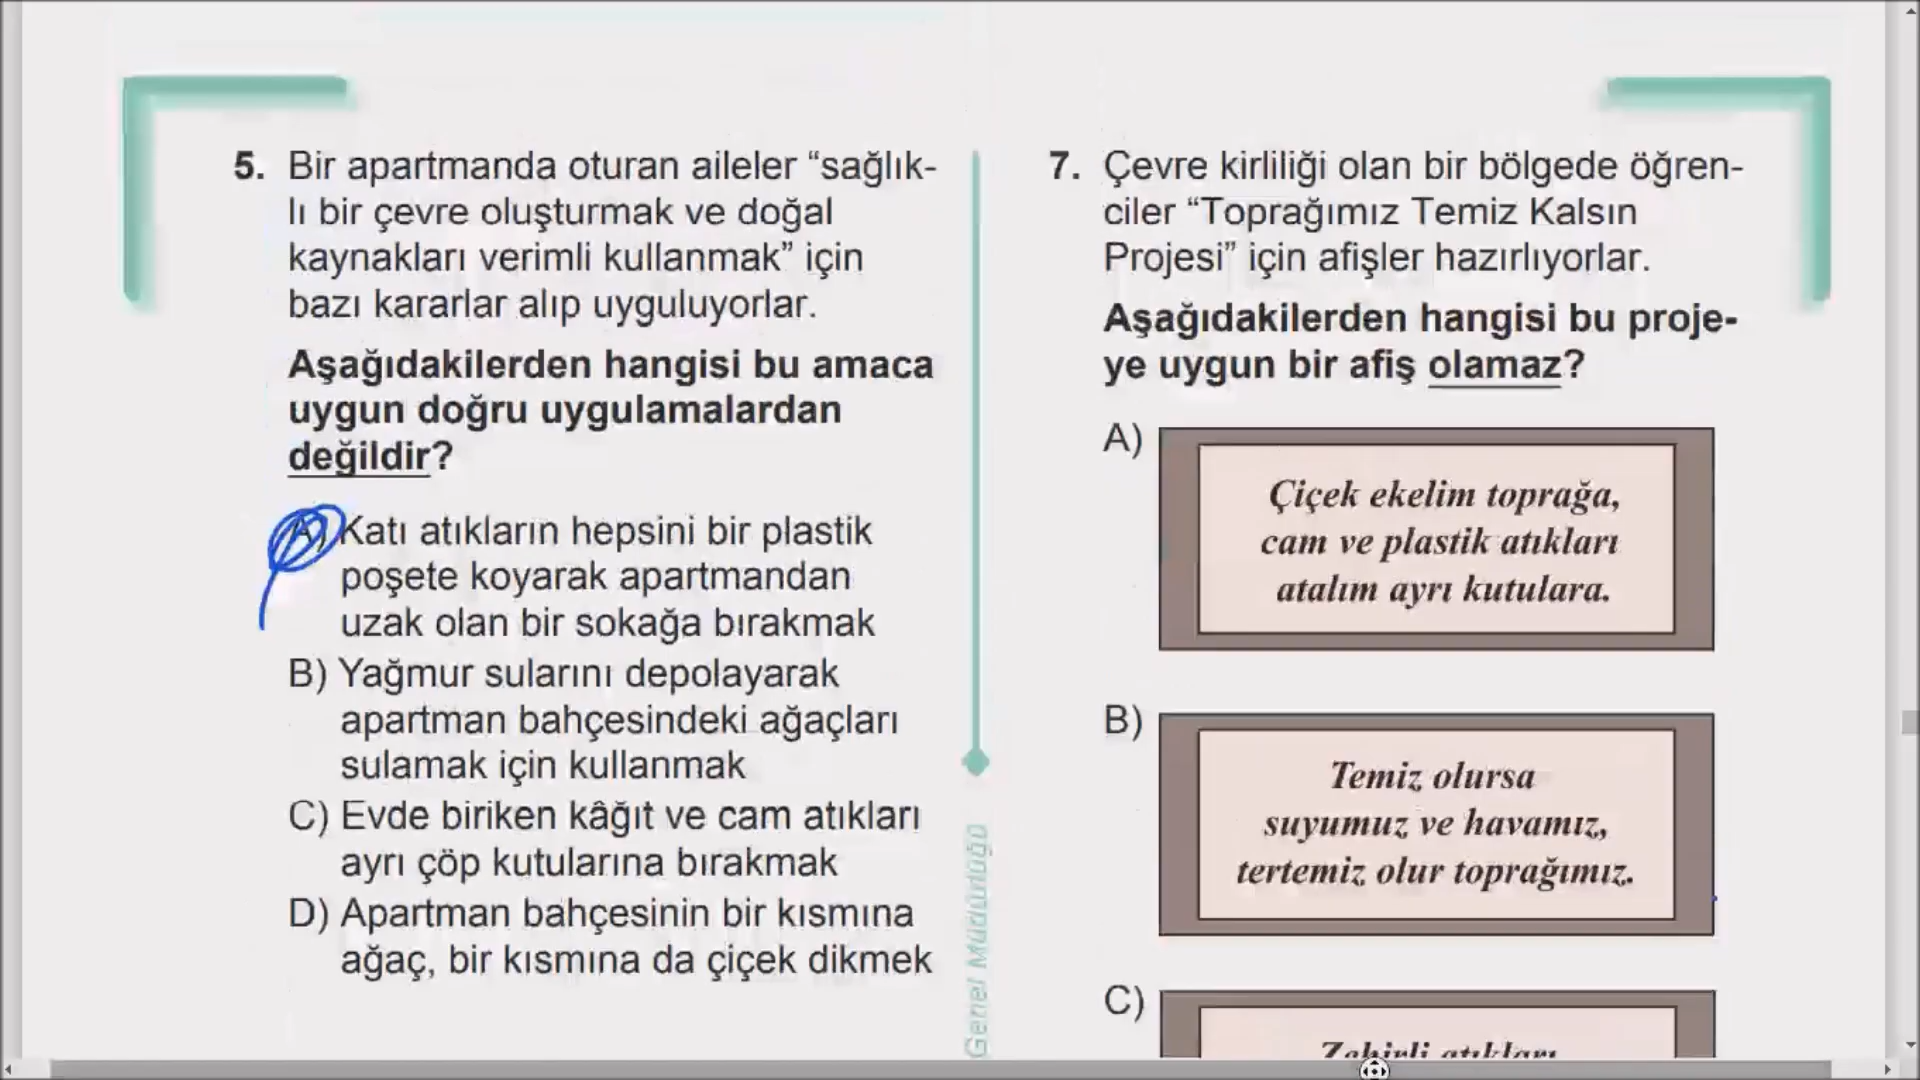 5. Bir apartmanda oturan aileler “sağlık-
lı bir çevre oluşturmak ve doğal
kaynakları verimli kullanmak” için
bazı kararlar alıp uyguluyorlar.
Aşağıdakilerden hangisi bu amaca
uygun doğru uygulamalardan
değildir?
A) Katı atıkların hepsini bir plastik
poşete koyarak apartmandan
uzak olan bir sokağa bırakmak
B) Yağmur sularını depolayarak
apartman bahçesindeki ağaçları
sulamak için kullanmak
C) Evde biriken kâğıt ve cam atıkları
ayrı çöp kutularına bırakmak
D) Apartman bahçesinin bir kısmına
ağaç, bir kısmına da çiçek dikmek
Genel Müdürlüğü
7. Çevre kirliliği olan bir bölgede öğren-
ciler “Toprağımız Temiz Kalsın
Projesi” için afişler hazırlıyorlar.
Aşağıdakilerden hangisi bu proje-
ye uygun bir afiş olamaz?
A)
Çiçek ekelim toprağa,
cam ve plastik atıkları
atalım ayrı kutulara.
B)
Temiz olursa
suyumuz ve havamız,
tertemiz olur toprağımız.
C)
Zehirli atıkları